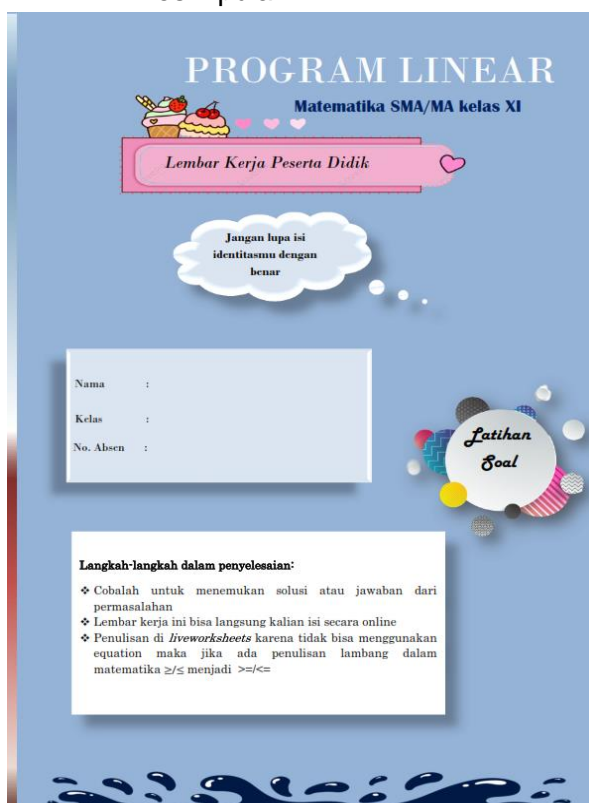 PROGRAM LINEAR
Matematika SMA/MA kelas XI
Lembar Kerja Peserta Didik
Jangan lupa isi
identitasmu dengan
benar
Nama :
Kelas :
No. Absen :
Latihan
Soal
Langkah-langkah dalam penyelesaian:
❖ Cobalah untuk menemukan solusi atau jawaban dari
permasalahan
❖ Lembar kerja ini bisa langsung kalian isi secara online
❖ Penulisan di liveworksheets karena tidak bisa menggunakan
equation maka jika ada penulisan lambang dalam
matematika ≥/≤ menjadi >=/<=